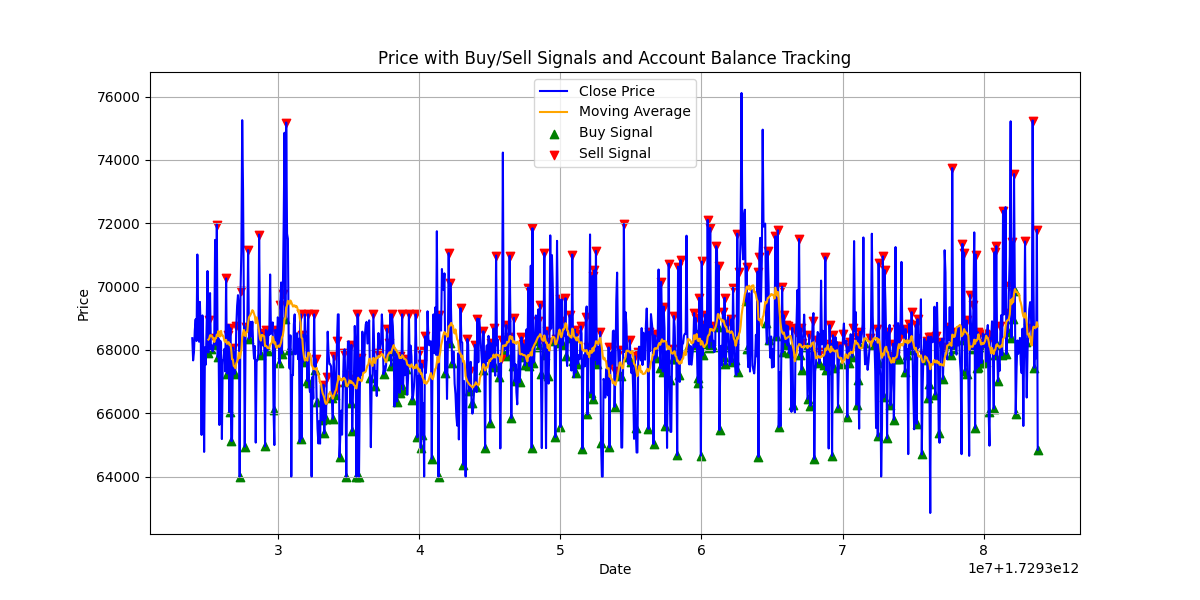 Price with Buy/Sell Signals and Account Balance Tracking
Close Price
Moving Average
Buy Signal
Sell Signal
76000
74000
72000
70000
68000
66000
64000
Price
3 4 5 6 7 8
Date
1e7+1.7293e12